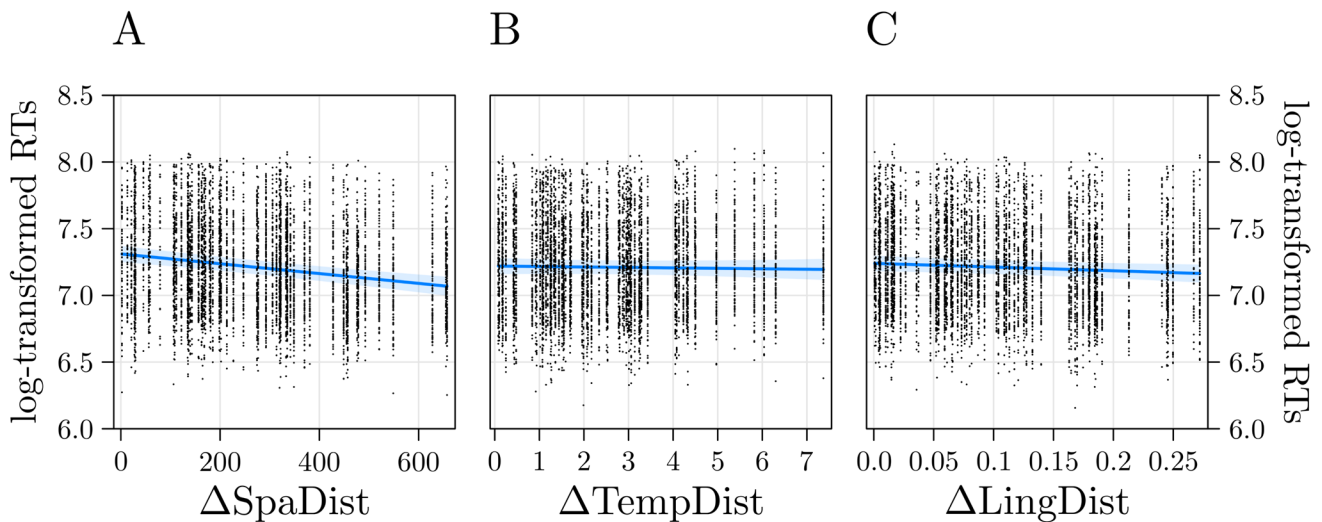 A B C
log-transformed RTs
8.5
8.0
7.5
7.0
6.5
6.0
0 200 400 600
ΔSpaDist
0 1 2 3 4 5 6 7
ΔTempDist
0.0 0.05 0.1 0.15 0.2 0.25
ΔLingDist
8.5
8.0
7.5
7.0
6.5
6.0
log-transformed RTs